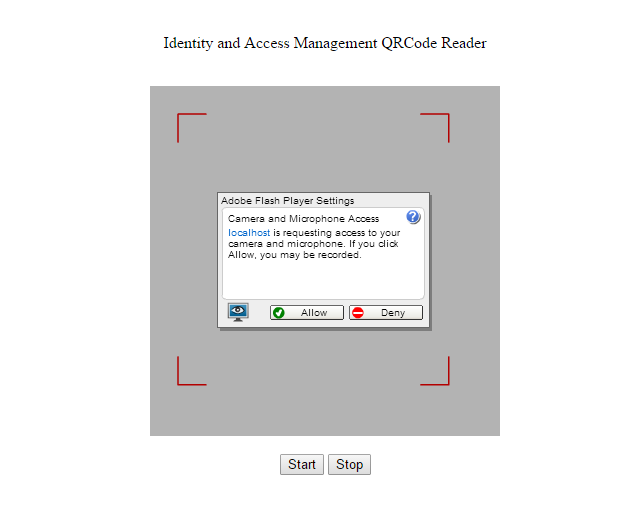 Identity and Access Management QRCode Reader
Adobe Flash Player Settings
Camera and Microphone Access
?
localhost is requesting access to your
camera and microphone. If you click
Allow, you may be recorded.
Allow
Deny
Start
Stop